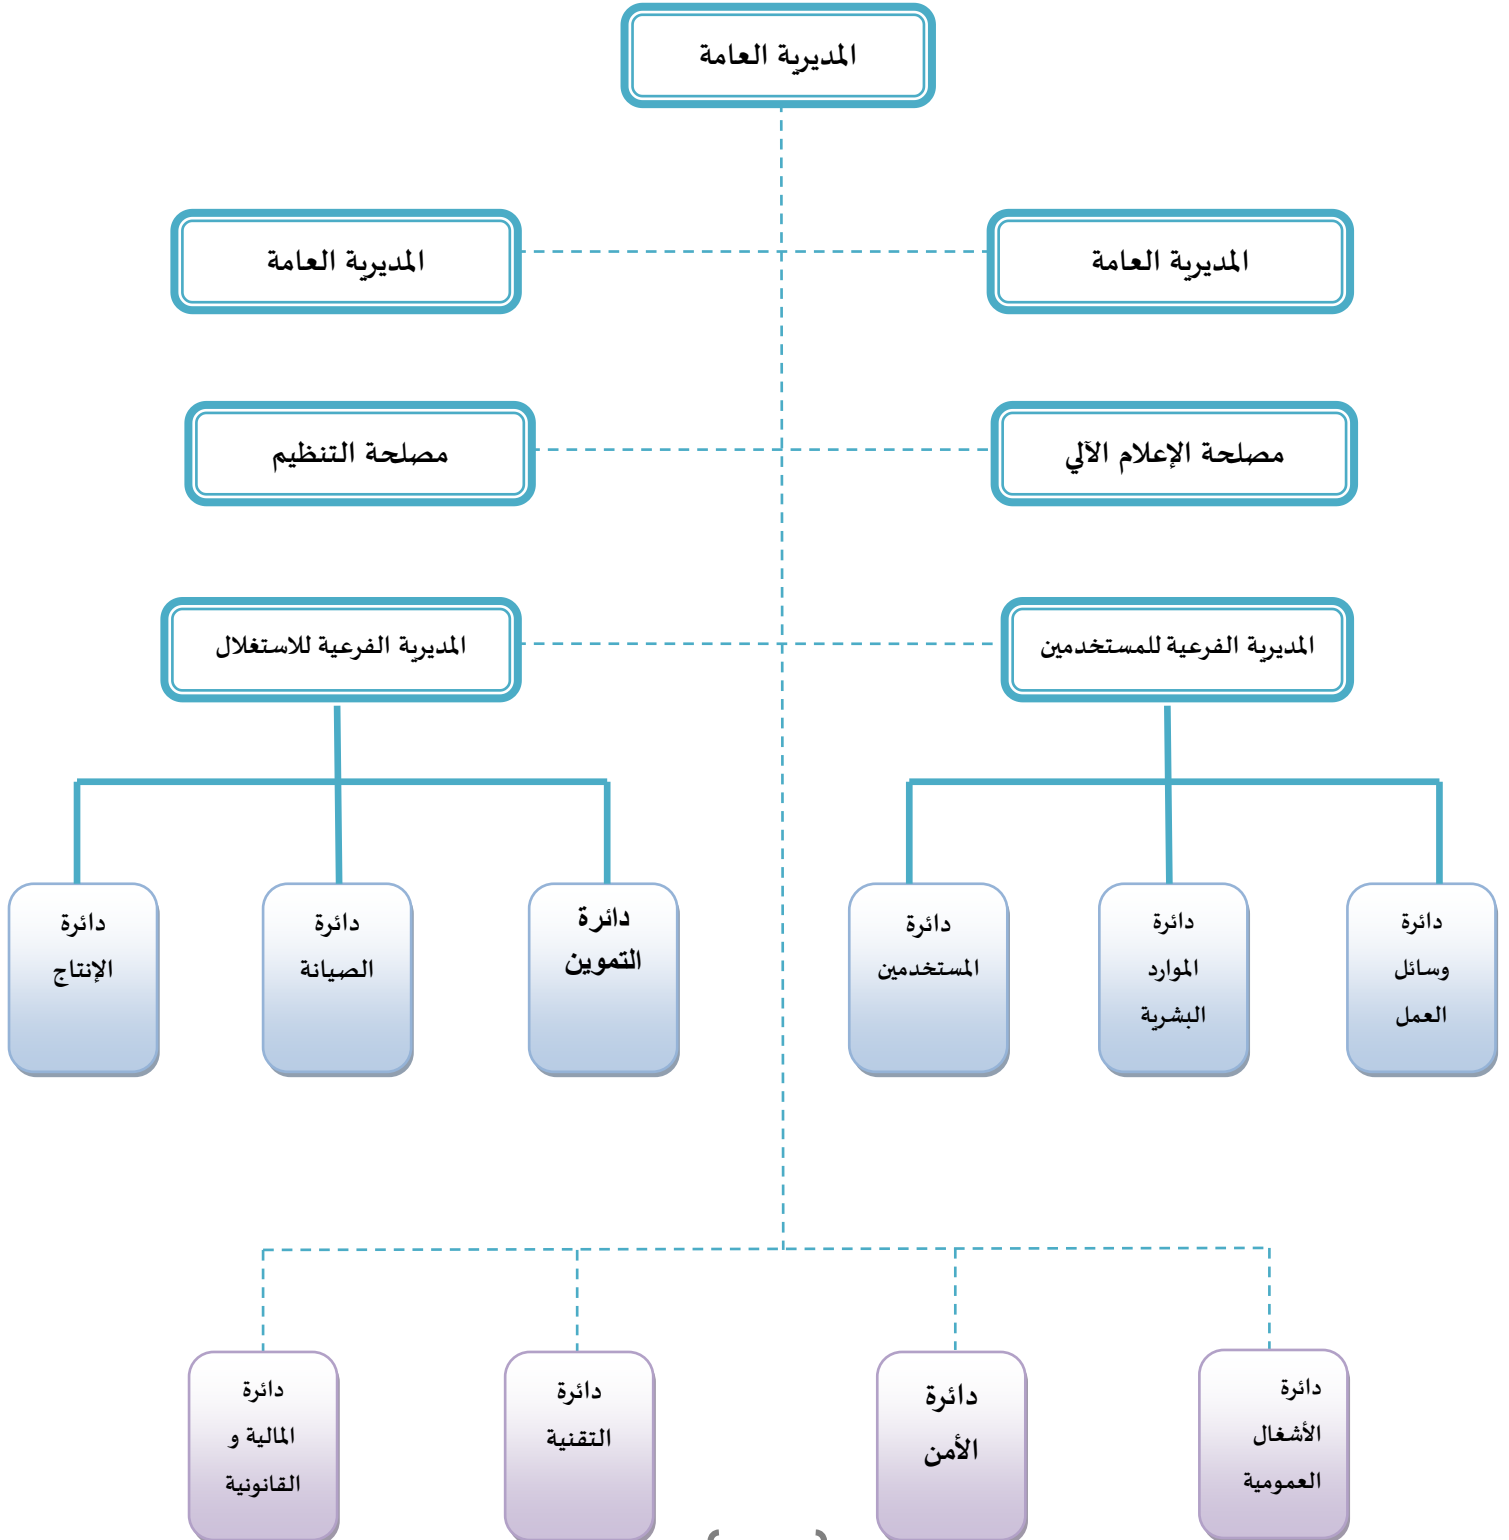 المديرية العامة
المديرية العامة
المديرية العامة
مصلحة الإعلام الآلي
مصلحة التنظيم
المديرية الفرعية للمستخدمين
المديرية الفرعية للاستغلال
دائرة
وسائل
العمل
دائرة
الموارد
البشرية
دائرة
المستخدمين
دائرة
التموين
دائرة
الصيانة
دائرة
الإنتاج
دائرة
الأشغال
العمومية
دائرة
الأمن
دائرة
التقنية
دائرة
المالية و
القانونية